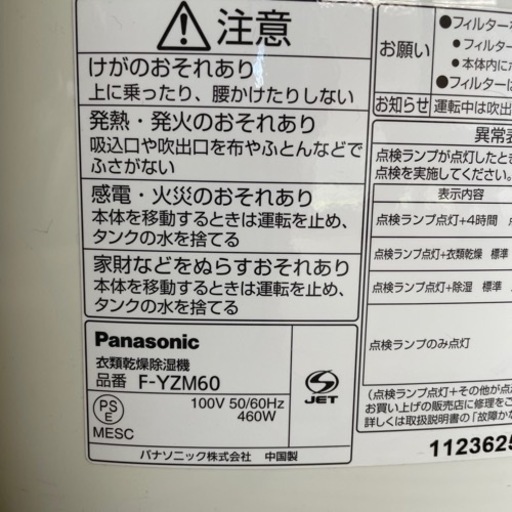 注意
けがのおそれあり
上に乗ったり、腰かけたりしない
発熱・発火のおそれあり
吸込口や吹出口を布やふとんなどで
ふさがない
感電・火災のおそれあり
本体を移動するときは運転を止め、
タンクの水を捨てる
家財などをぬらすおそれあり
本体を移動するときは運転を止め、
タンクの水を捨てる
Panasonic
衣類乾燥除湿機
品番 F-YZM60
100V 50/60Hz
460W
PS
E
MESC
S
JET
パナソニック株式会社 中国製
お願い
●フィルター
●フィルター
●本体内に
●フィルターは
お知らせ 運転中は吹出
異常表
点検ランプが点灯したとき
点検を実施してください。
表示内容
点検ランプ点灯+4時間
点検ランプ点灯+衣類乾燥 標準
点検ランプ点灯+除湿 標準
点検ランプのみ点灯
(点検ランプ点灯+その他が点
お買い上げの販売店に修理をご
詳しくは取扱説明書の「故障かな
1123625